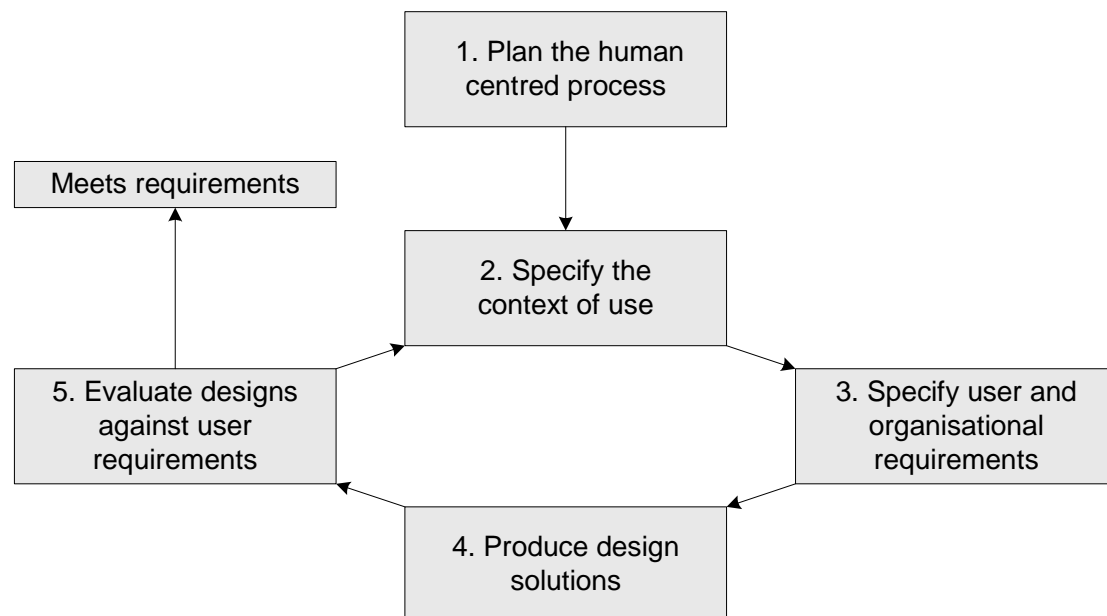 1. Plan the human
centred process
Meets requirements
2. Specify the
context of use
5. Evaluate designs
against user
requirements
3. Specify user and
organisational
requirements
4. Produce design
solutions